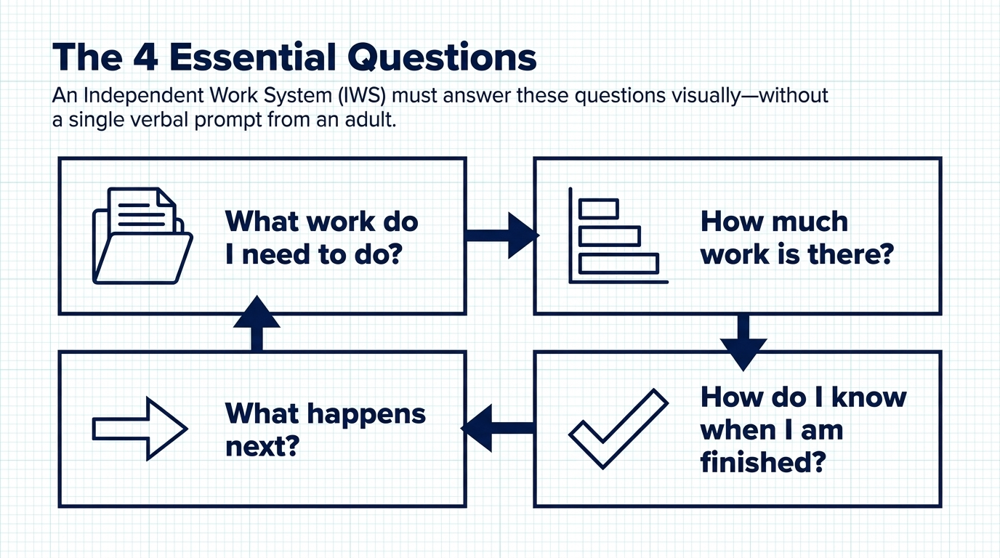 The 4 Essential Questions
An Independent Work System (IWS) must answer these questions visually—without
a single verbal prompt from an adult.
What work do
I need to do?
How much
work is there?
How do I know
when I am
finished?
What happens
next?